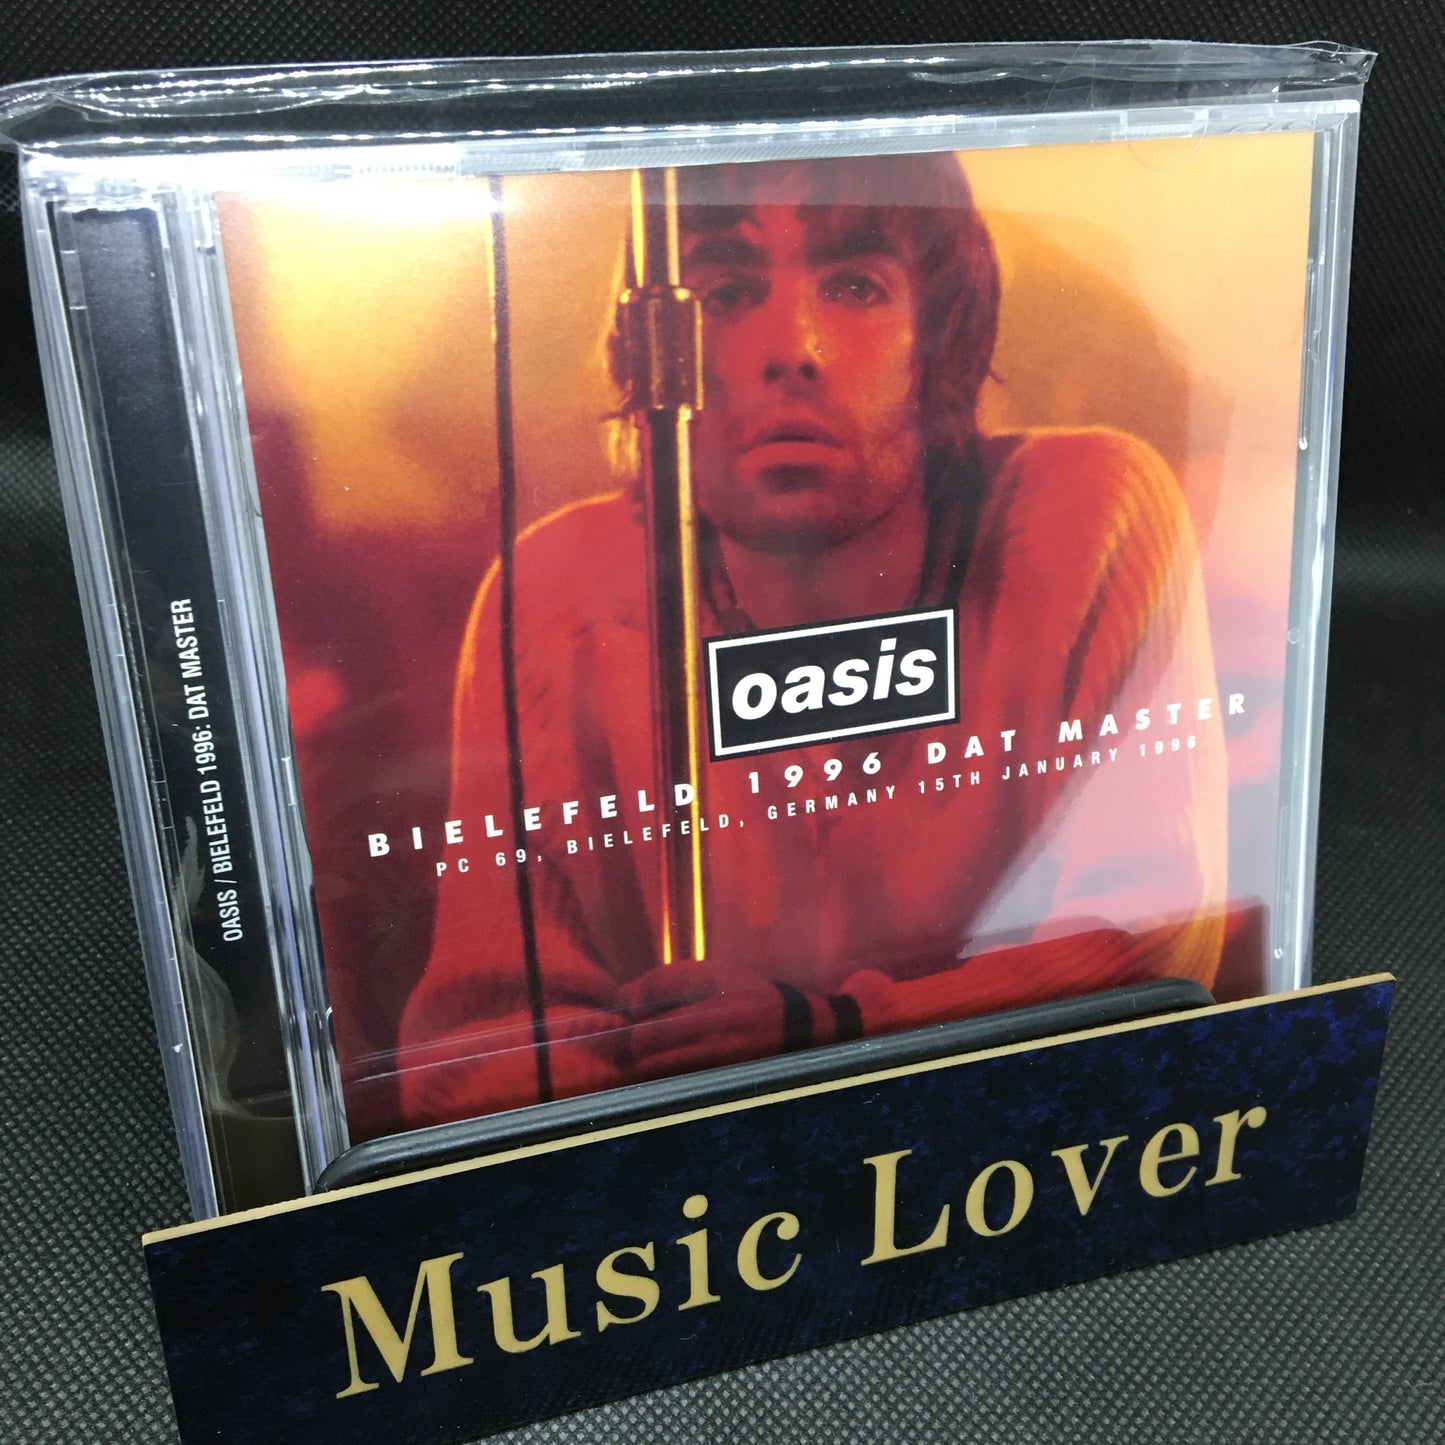 OASIS / BIELEFELD 1996: DAT MASTER
oasis
BIELEFELD 1996 DAT MASTER
PC 69, BIELEFELD, GERMANY 15TH JANUARY 1996
Music Lover